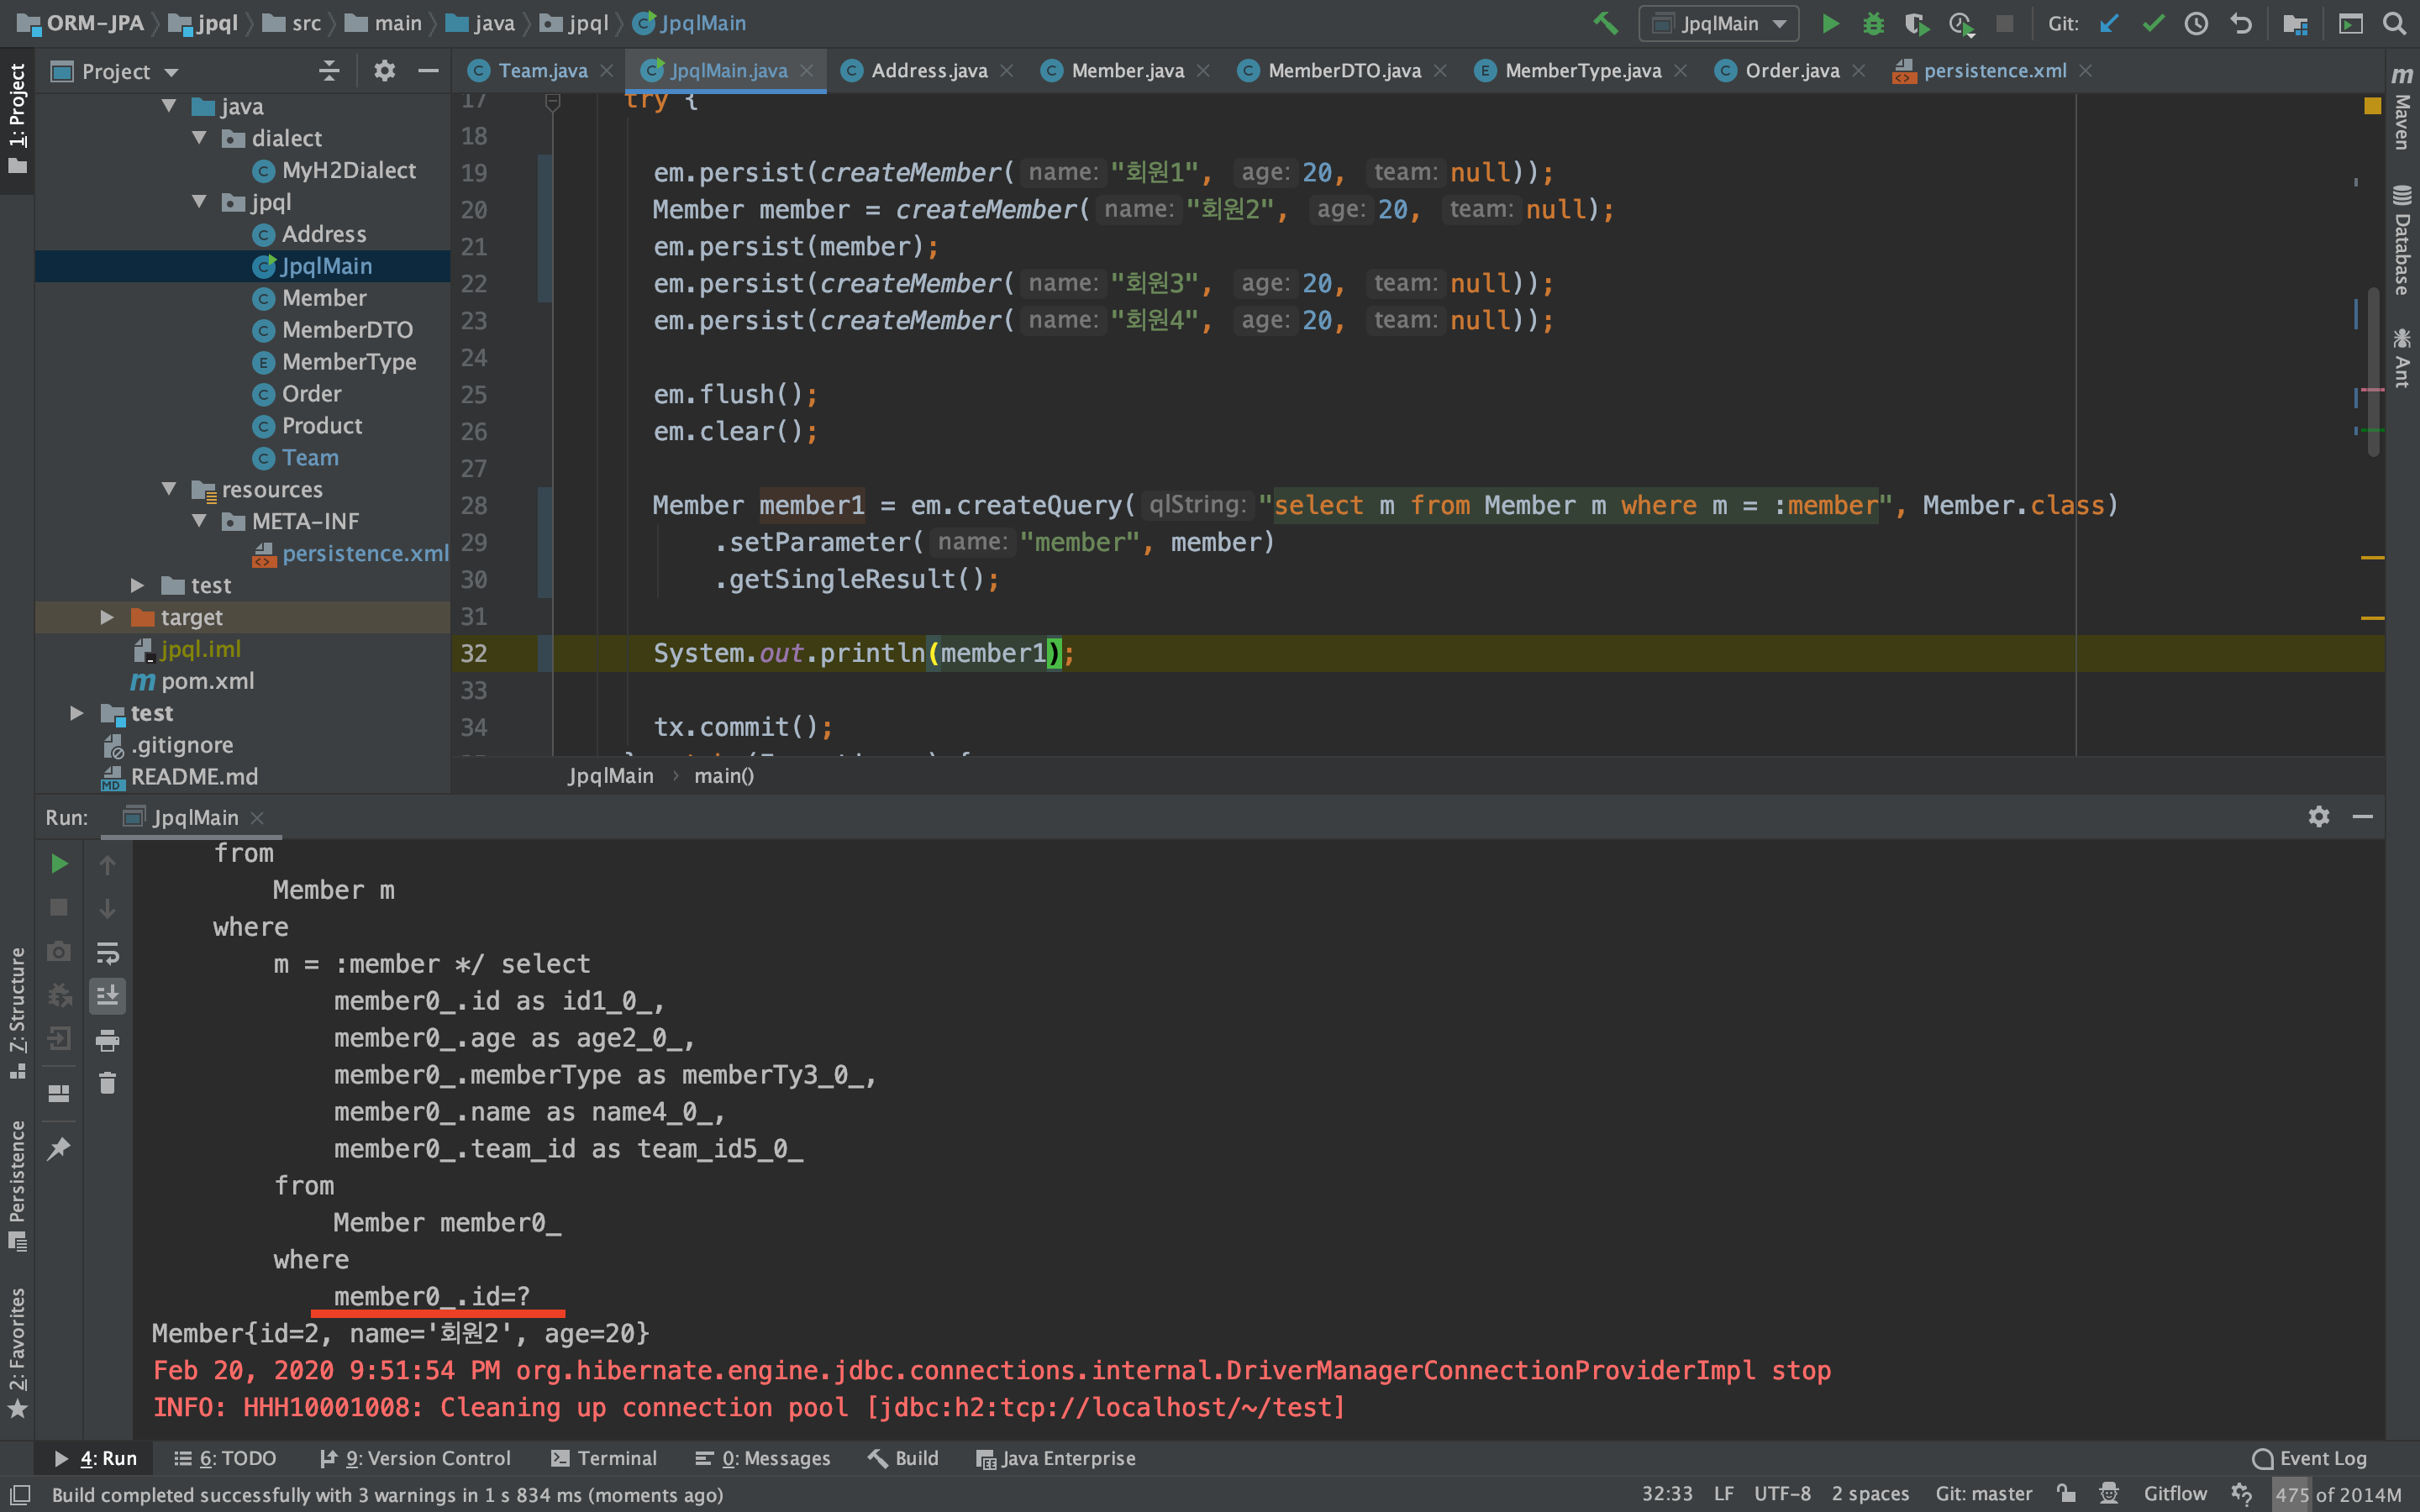 ORM-JPA jpql src main java jpql JpqlMain JpqlMain Git:
Project
Team.java JpqlMain.java Address.java Member.java MemberDTO.java MemberType.java Order.java persistence.xml
1: Project
java
dialect
MyH2Dialect
jpql
Address
JpqlMain
Member
MemberDTO
MemberType
Order
Product
Team
resources
META-INF
persistence.xml
test
target
jpql.iml
pom.xml
test
.gitignore
README.md
17 try {
18
19 em.persist(createMember( name: "회원1", age: 20, team: null));
20 Member member = createMember( name: "회원2", age: 20, team: null);
21 em.persist(member);
22 em.persist(createMember( name: "회원3", age: 20, team: null));
23 em.persist(createMember( name: "회원4", age: 20, team: null));
24
25 em.flush();
26 em.clear();
27
28 Member member1 = em.createQuery( qlString: "select m from Member m where m = :member", Member.class)
29 .setParameter( name: "member", member)
30 .getSingleResult();
31
32 System.out.println(member1);
33
34 tx.commit();
JpqlMain › main()
Maven
Database
Ant
Run: JpqlMain
from
Member m
where
m = :member */ select
member0_.id as id1_0_,
member0_.age as age2_0_,
member0_.memberType as memberTy3_0_,
member0_.name as name4_0_,
member0_.team_id as team_id5_0_
from
Member member0_
where
member0_.id=?
Member{id=2, name='회원2', age=20}
Feb 20, 2020 9:51:54 PM org.hibernate.engine.jdbc.connections.internal.DriverManagerConnectionProviderImpl stop
INFO: HHH10001008: Cleaning up connection pool [jdbc:h2:tcp://localhost/~/test]
Z: Structure
Persistence
2: Favorites
4: Run 6: TODO 9: Version Control Terminal 0: Messages Build Java Enterprise Event Log
Build completed successfully with 3 warnings in 1 s 834 ms (moments ago) 32:33 LF UTF-8 2 spaces Git: master Gitflow 475 of 2014M